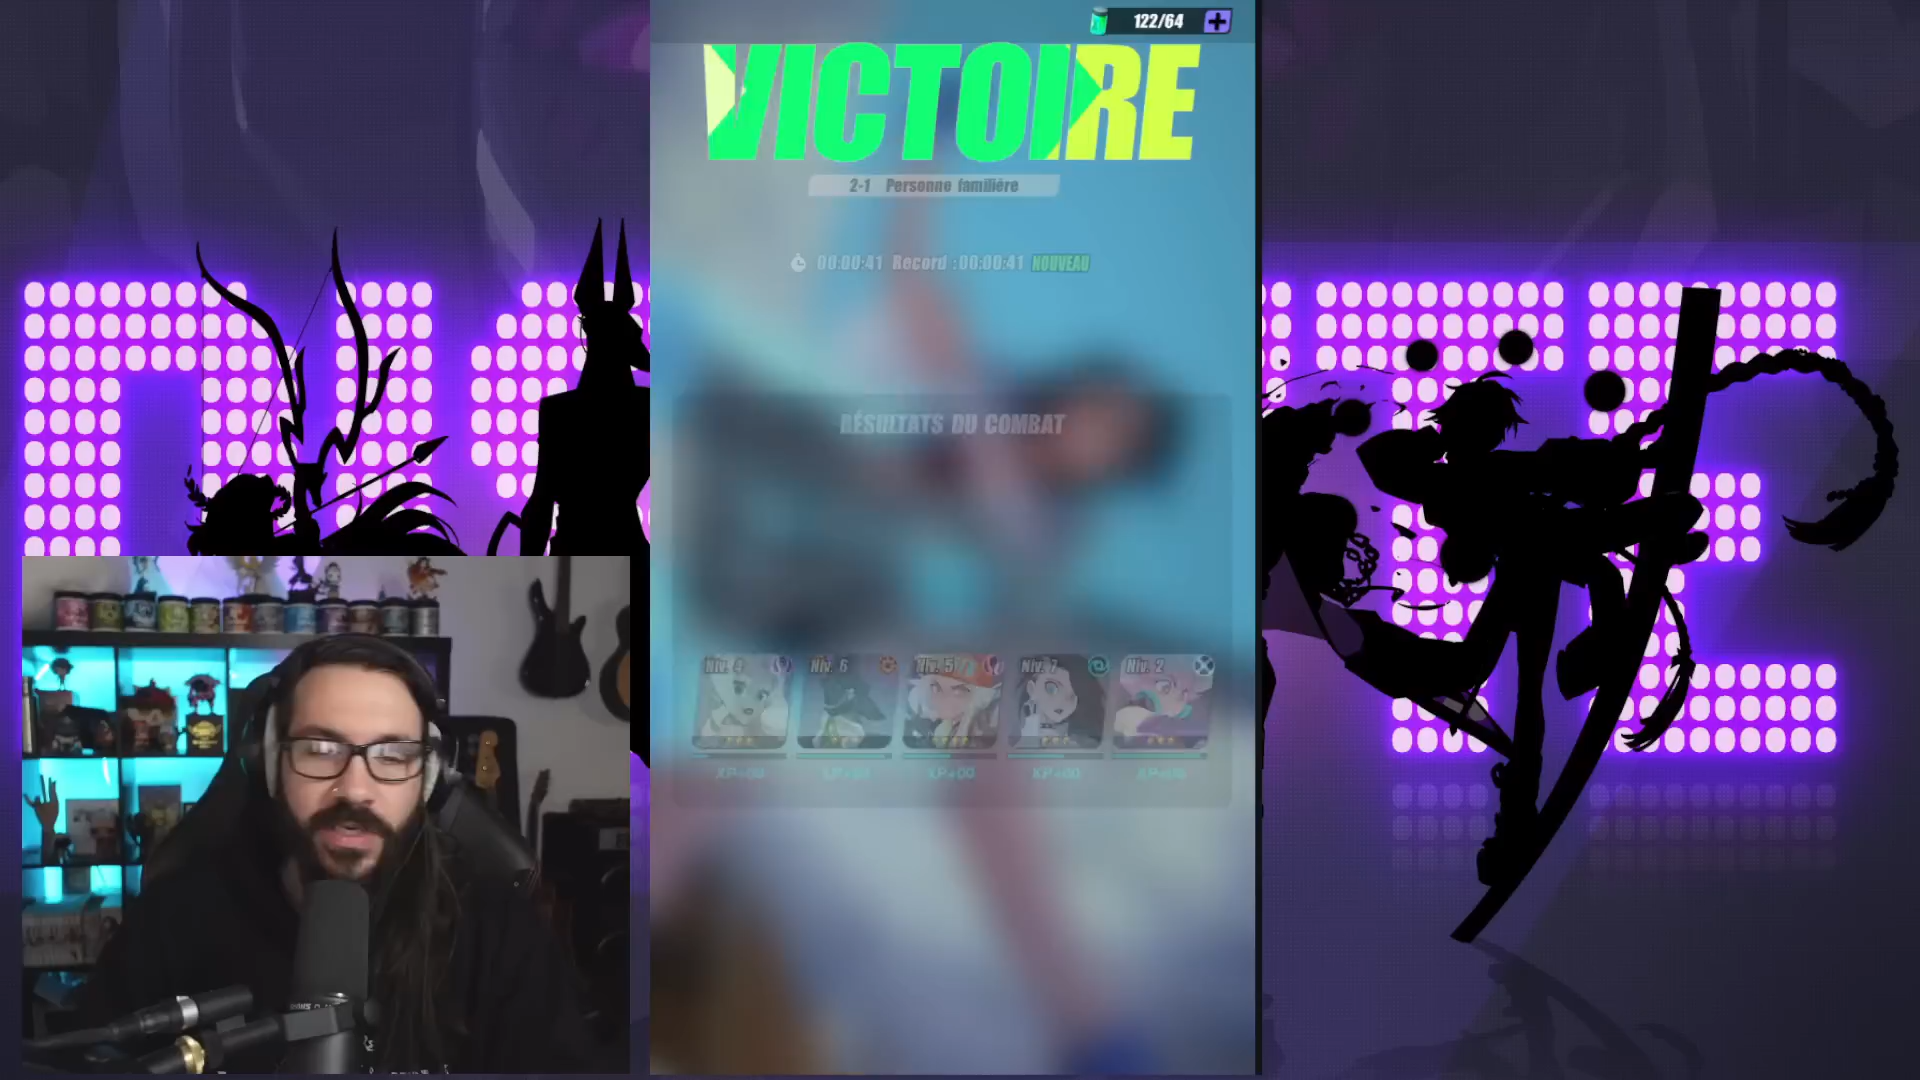 122/64
VICTOIRE
2-1 Personne familière
00:00:41 Record :00:00:41 NOUVEAU
RÉSULTATS DU COMBAT
Niv. 4 Niv. 6 Niv. 5 Niv. 7 Niv. 2